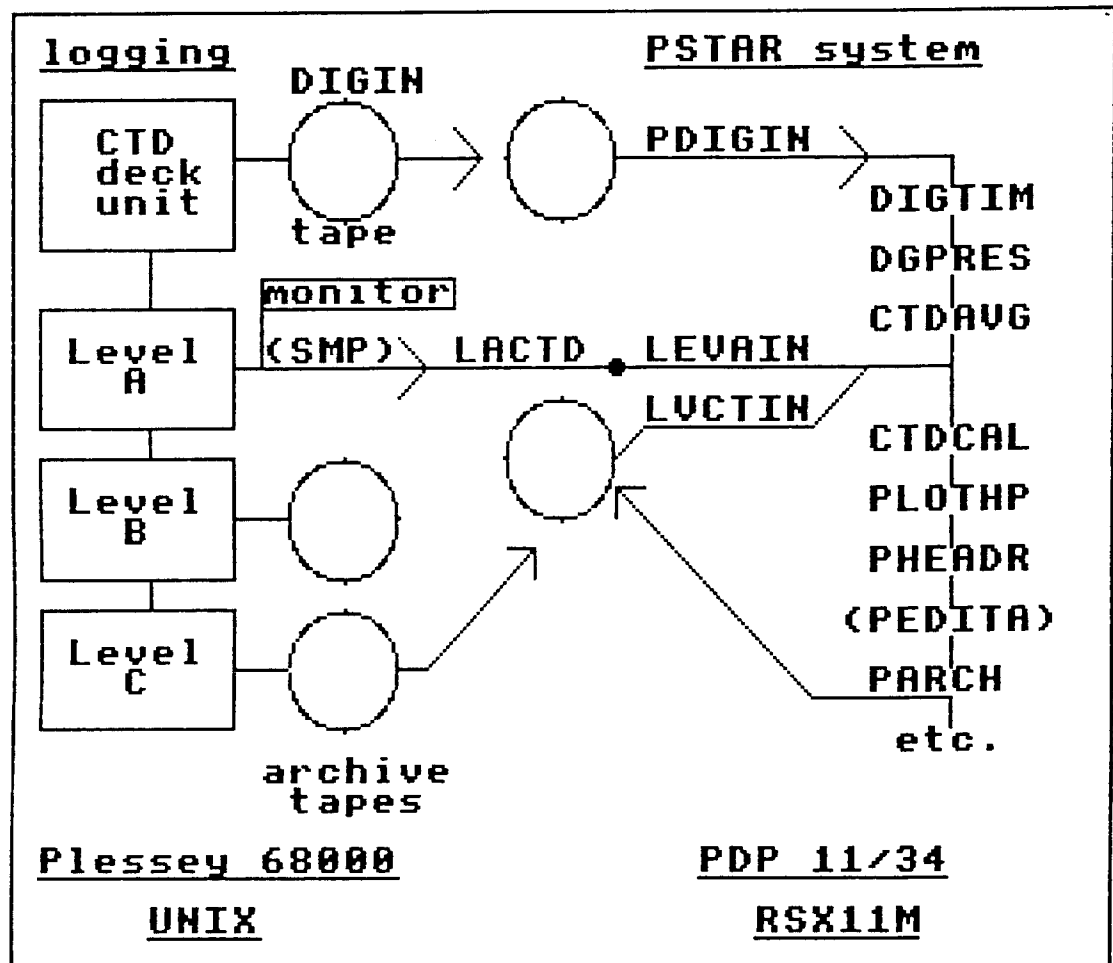 logging
PSTAR system
DIGIN
CTD
deck
unit
PDIGIN
tape
DIGTIM
DGPRES
CTDAVG
monitor
Level
A
(SMP)
LACTD
LEVAIN
LVCTIN
CTDCAL
Level
B
PLOTHP
PHEADR
(PEDITA)
Level
C
PARCH
etc.
archive
tapes
Plessey 68000
UNIX
PDP 11/34
RSX11M